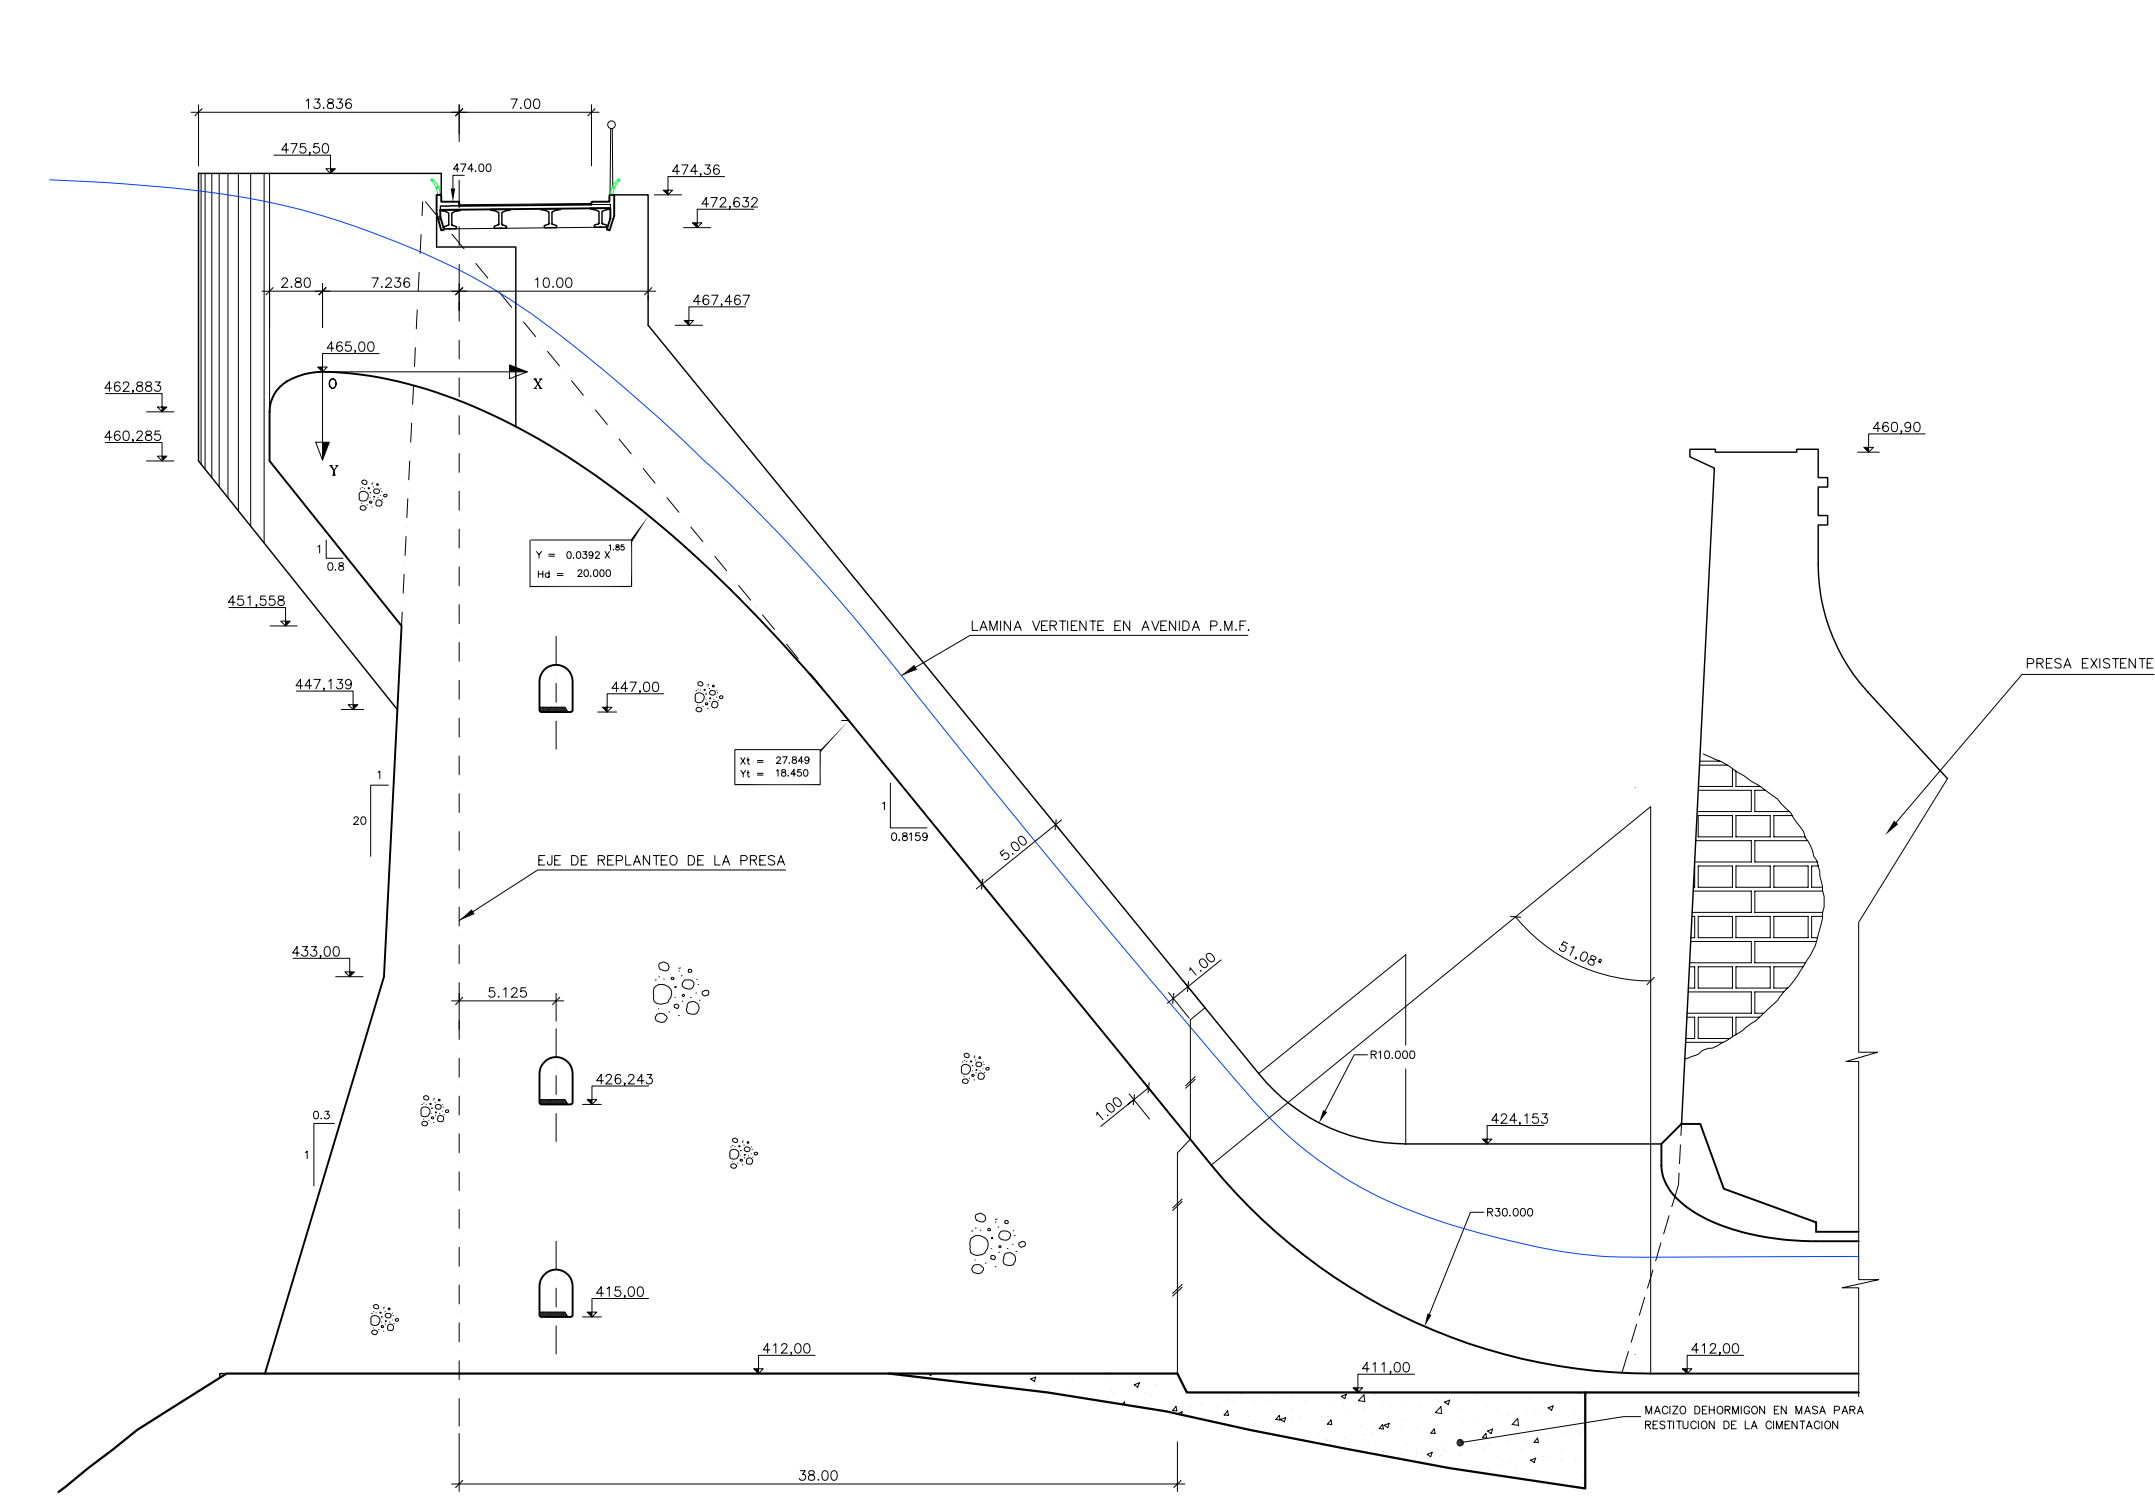 13.836
7.00
475,50
474.00
474,36
472,632
2.80
7.236
10.00
467,467
465,00
O
X
462,883
460,285
Y
460,90
1
0.8
Y = 0.0392 X 1.85
Hd = 20.000
451,558
LAMINA VERTIENTE EN AVENIDA P.M.F.
PRESA EXISTENTE
447,139
447,00
Xt = 27.849
Yt = 18.450
1
20
1
0.8159
5.00
EJE DE REPLANTEO DE LA PRESA
51,08°
433,00
1.00
5.125
R10.000
426,243
1.00
0.3
1
424,153
R30.000
415,00
412,00
412,00
411,00
MACIZO DEHORMIGON EN MASA PARA
RESTITUCION DE LA CIMENTACION
38.00